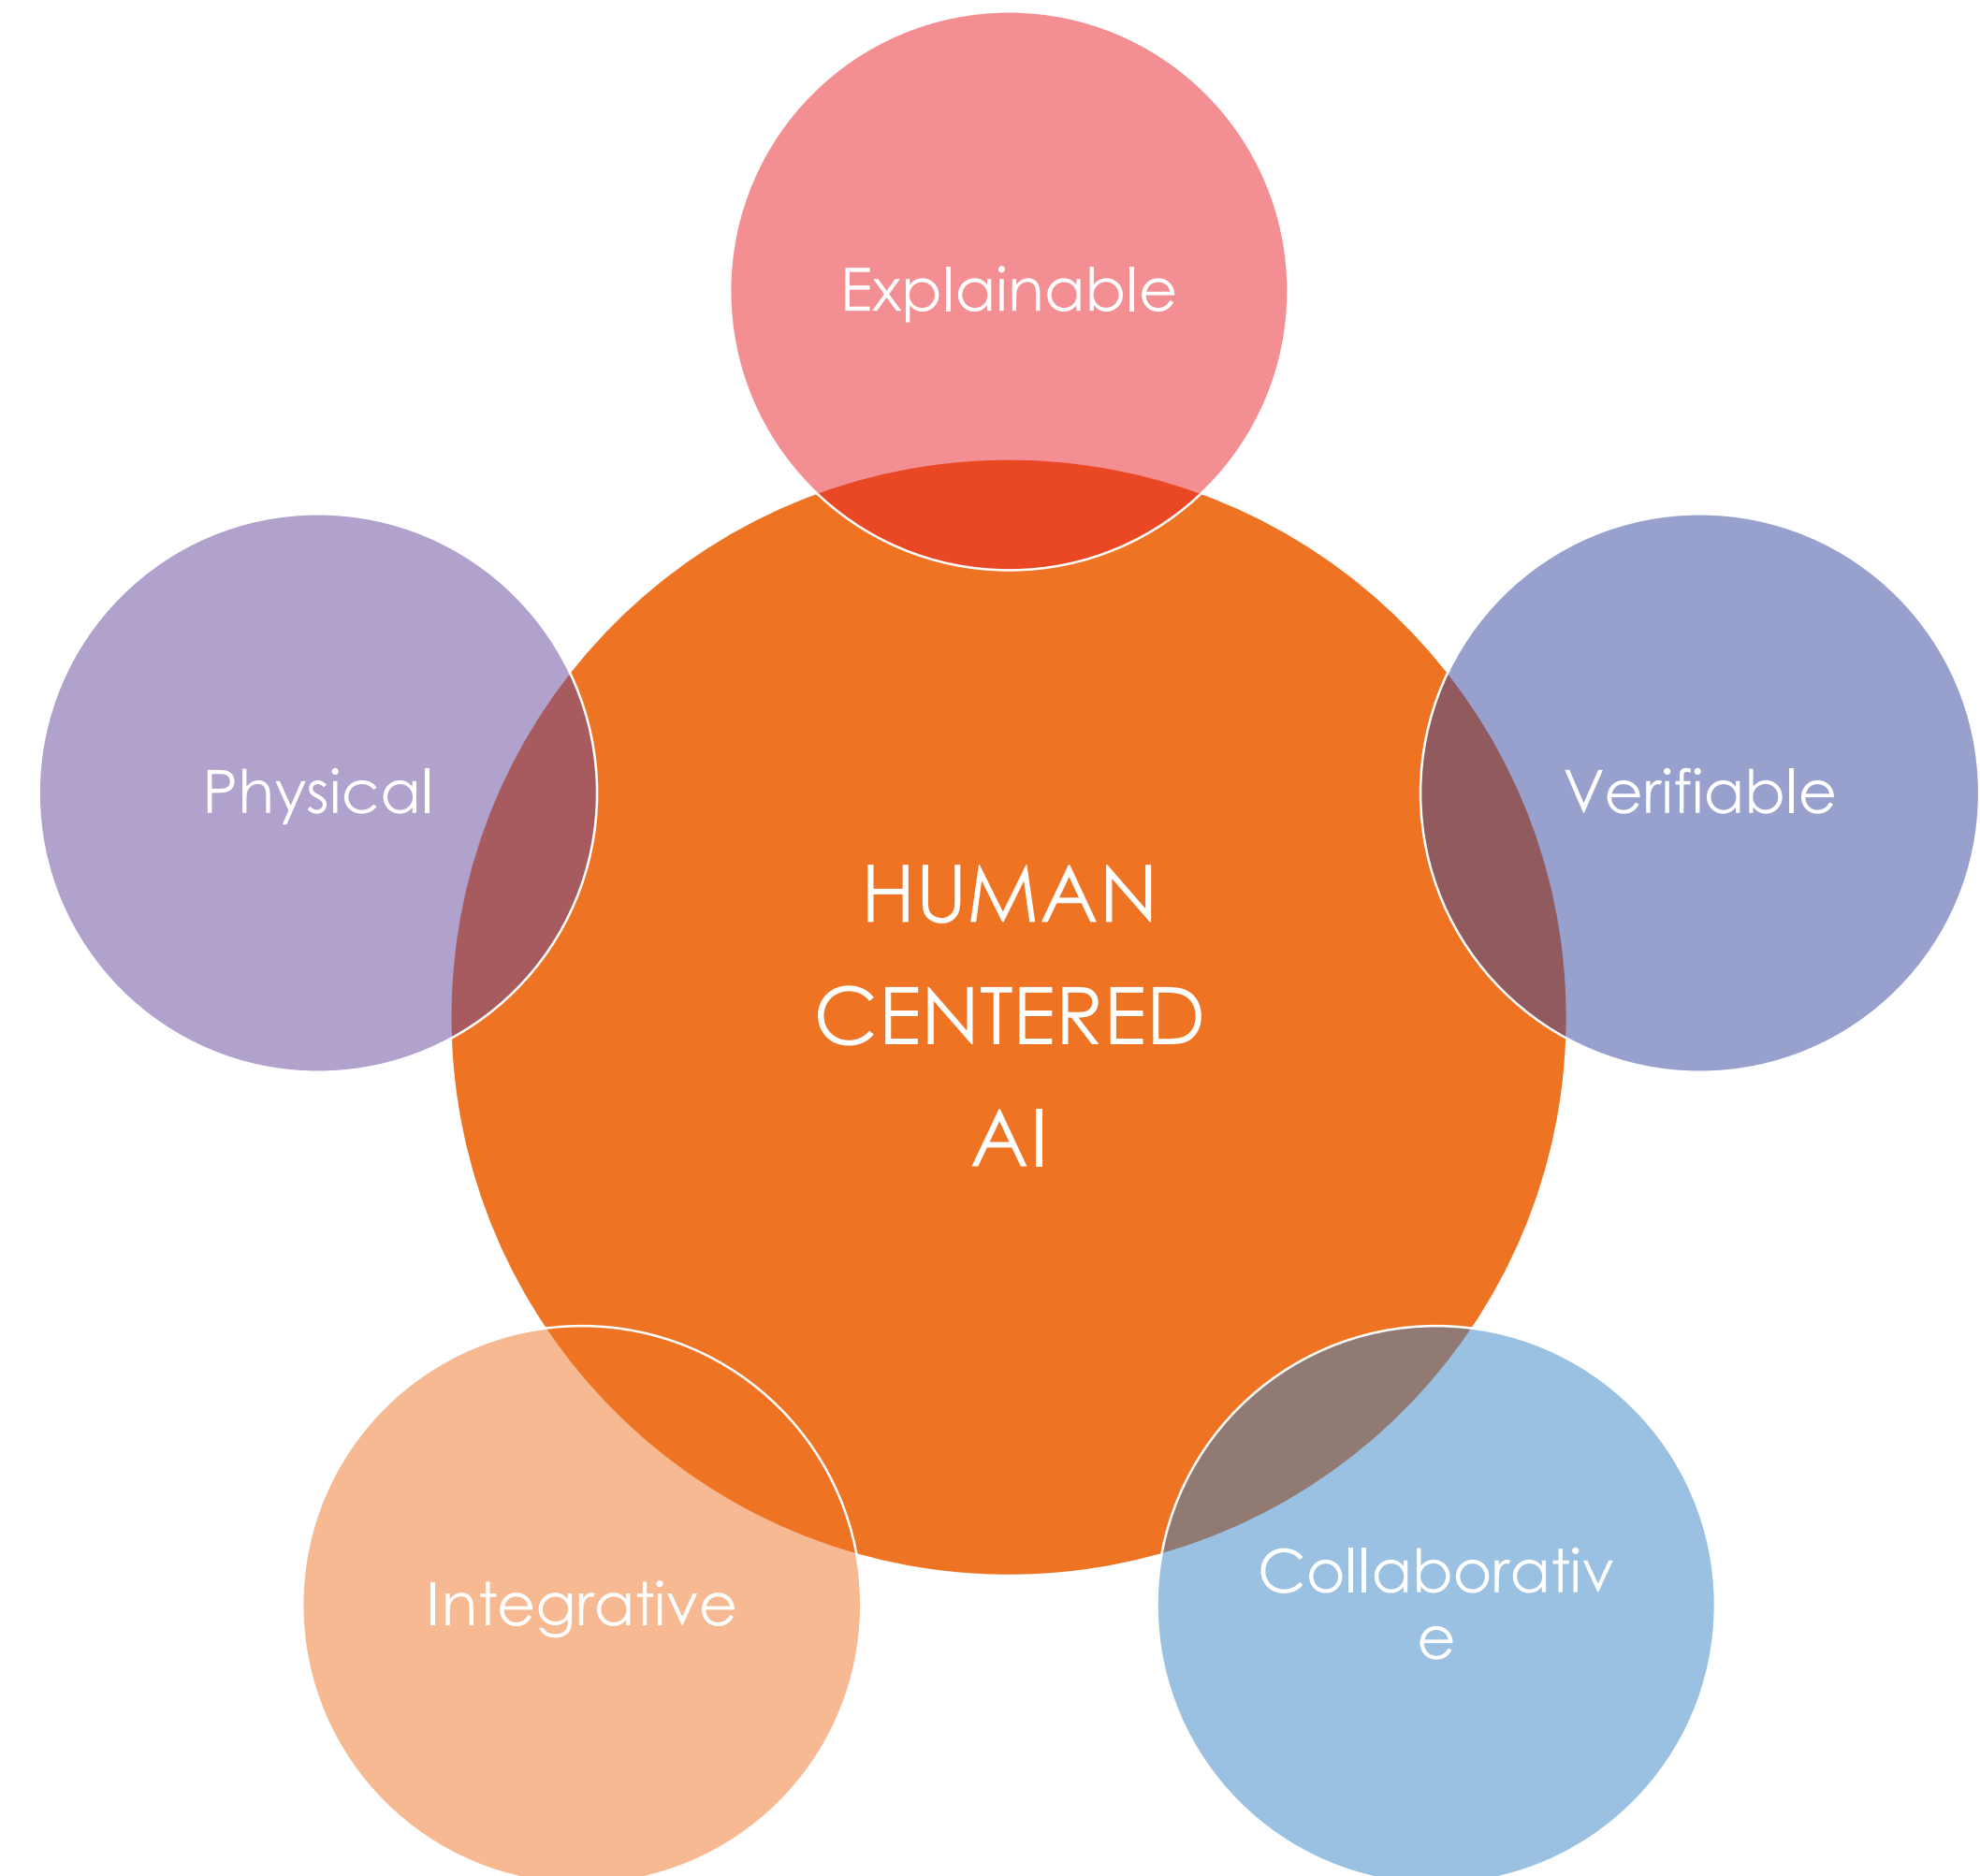 Explainable
Physical
Verifiable
HUMAN
CENTERED
AI
Integrative
Collaborativ
e